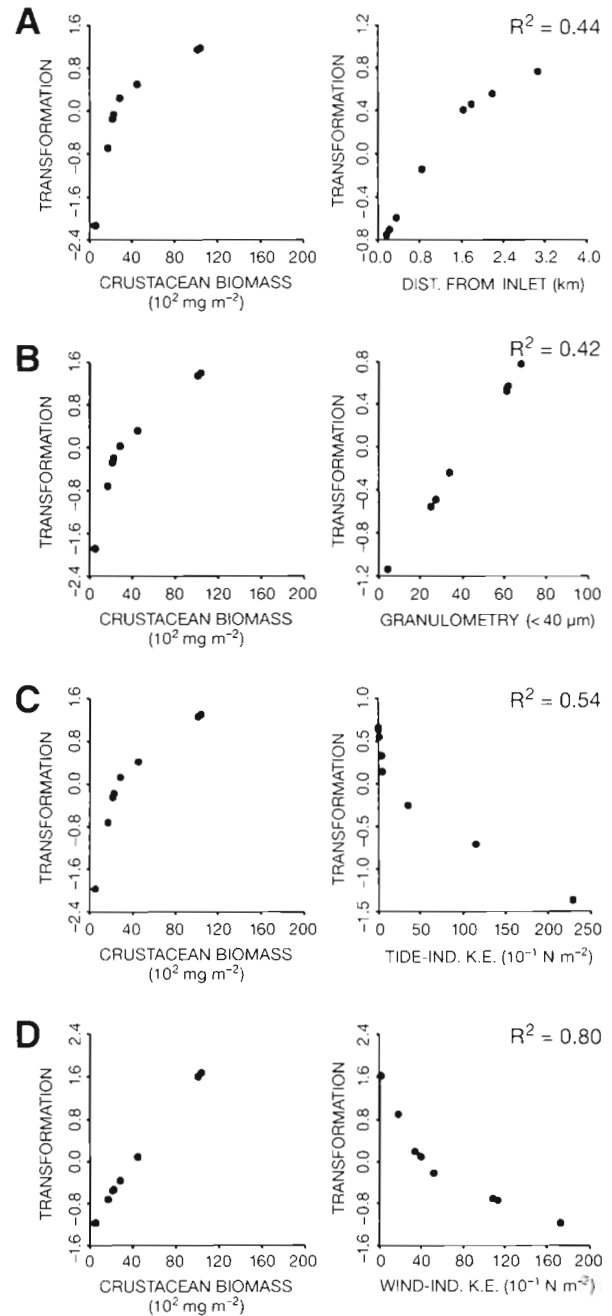 A
R² = 0.44
TRANSFORMATION
1.6
0.8
0.0
−0.8
−1.6
−2.4
0 40 80 120 160 200
CRUSTACEAN BIOMASS
(10² mg m⁻²)
TRANSFORMATION
1.2
0.8
0.4
0.0
−0.4
−0.8
0.0 0.8 1.6 2.4 3.2 4.0
DIST. FROM INLET (km)
B
R² = 0.42
TRANSFORMATION
1.6
0.8
0.0
−0.8
−1.6
−2.4
0 40 80 120 160 200
CRUSTACEAN BIOMASS
(10² mg m⁻²)
TRANSFORMATION
0.8
0.4
0.0
−0.4
−0.8
−1.2
0 20 40 60 80 100
GRANULOMETRY (< 40 µm)
C
R² = 0.54
TRANSFORMATION
1.6
0.8
0.0
−0.8
−1.6
−2.4
0 40 80 120 160 200
CRUSTACEAN BIOMASS
(10² mg m⁻²)
TRANSFORMATION
1.0
0.5
0.0
−0.5
−1.0
−1.5
0 50 100 150 200 250
TIDE-IND. K.E. (10⁻¹ N m⁻²)
D
R² = 0.80
TRANSFORMATION
2.4
1.6
0.8
0.0
−0.8
−1.6
0 40 80 120 160 200
CRUSTACEAN BIOMASS
(10² mg m⁻²)
TRANSFORMATION
2.4
1.6
0.8
0.0
−0.8
−1.6
0 40 80 120 160 200
WIND-IND. K.E. (10⁻¹ N m⁻²)